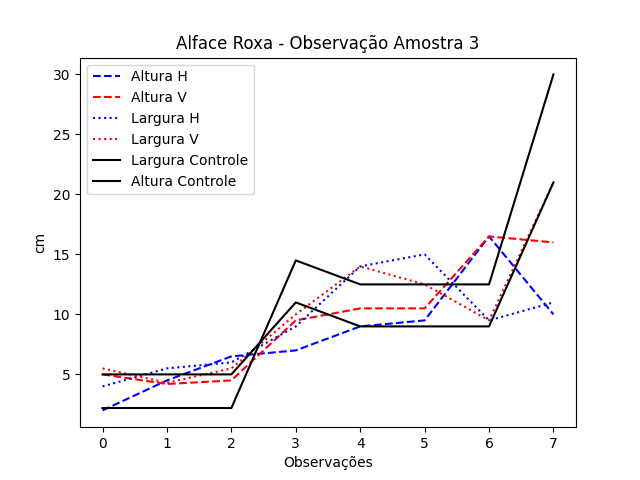 Alface Roxa - Observação Amostra 3
Altura H
Altura V
Largura H
Largura V
Largura Controle
Altura Controle
30
25
20
15
10
5
cm
0 1 2 3 4 5 6 7
Observações